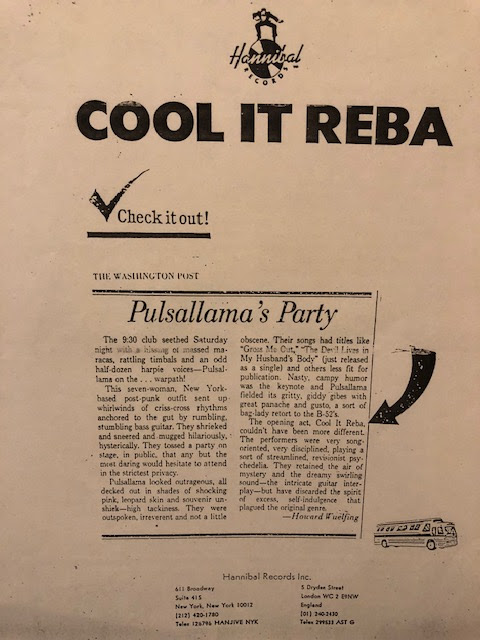 Hannibal
RECORDS
COOL IT REBA
Check it out!
THE WASHINGTON POST
Pulsallama's Party
The 9:30 club seethed Saturday
night with a hissing of massed ma-
racas, rattling timbals and an odd
half-dozen harpie voices—Pulsal-
lama on the . . . warpath!
This seven-woman, New York-
based post-punk outfit sent up
whirlwinds of criss-cross rhythms
anchored to the gut by rumbling,
stumbling bass guitar. They shrieked
and sneered and mugged hilariously,
hysterically. They tossed a party on
stage, in public, that any but the
most daring would hesitate to attend
in the strictest privacy.
Pulsallama looked outrageous, all
decked out in shades of shocking
pink, leopard skin and souvenir un-
shiek—high tackiness. They were
outspoken, irreverent and not a little
obscene. Their songs had titles like
"Gross Me Out," "The Devil Lives in
My Husband's Body" (just released
as a single) and others less fit for
publication. Nasty, campy humor
was the keynote and Pulsallama
fielded its gritty, giddy gibes with
great panache and gusto, a sort of
bag-lady retort to the B-52's.
The opening act, Cool It Reba,
couldn't have been more different.
The performers were very song-
oriented, very disciplined, playing a
sort of streamlined, revisionist psy-
chedelia. They retained the air of
mystery and the dreamy swirling
sound—the intricate guitar inter-
play—but have discarded the spirit
of excess, self-indulgence that
plagued the original genre.
—Howard Wuelfing
Hannibal Records Inc.
611 Broadway
Suite 415
New York, New York 10012
(212) 420-1780
Telex 126796 HANJIVE NYK
5 Dryden Street
London WC 2 E9NW
England
(01) 240-2430
Telex 299533 AST G